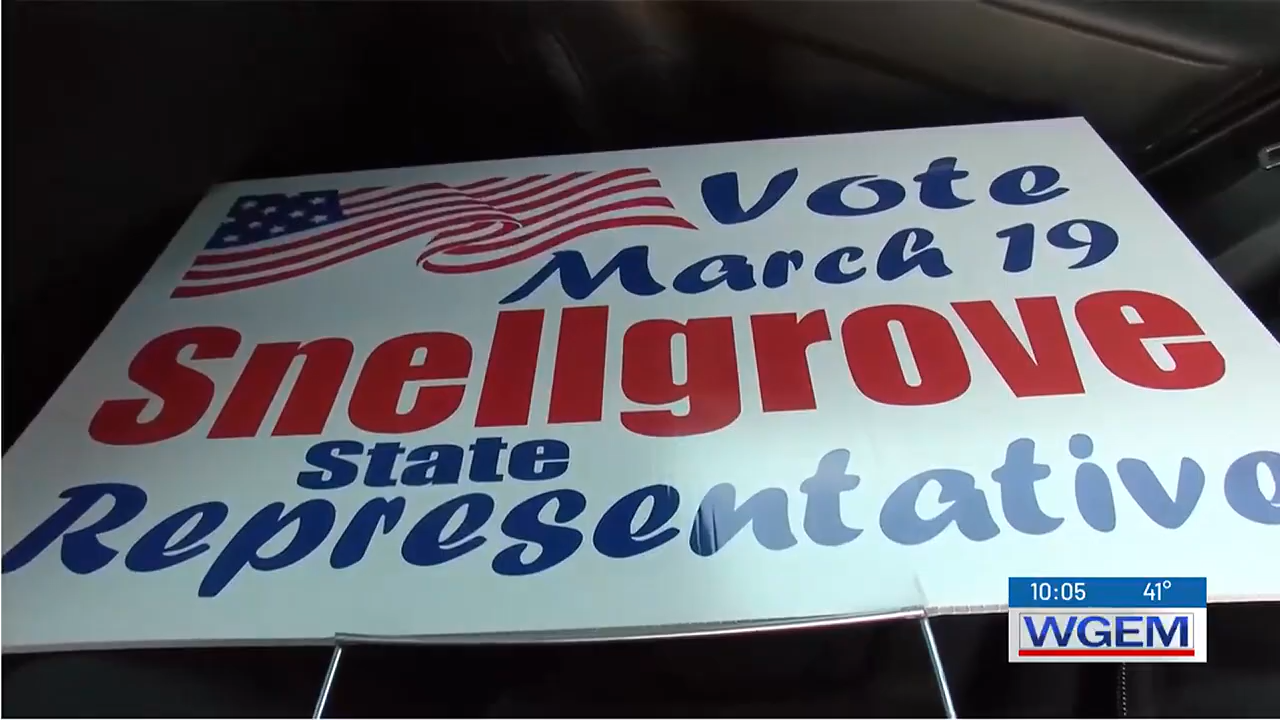 Vote
March 19
Snellgrove
State
Representative
10:05 41°
WGEM